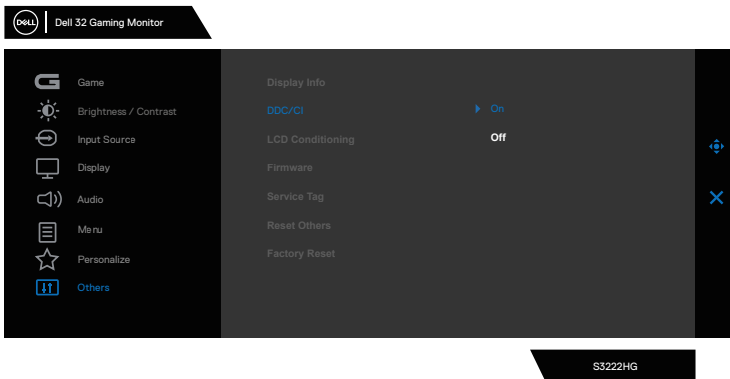 DELL
Dell 32 Gaming Monitor
Game
Brightness / Contrast
Input Source
Display
Audio
Menu
Personalize
Others
Display Info
DDC/CI
LCD Conditioning
Firmware
Service Tag
Reset Others
Factory Reset
On
Off
S3222HG